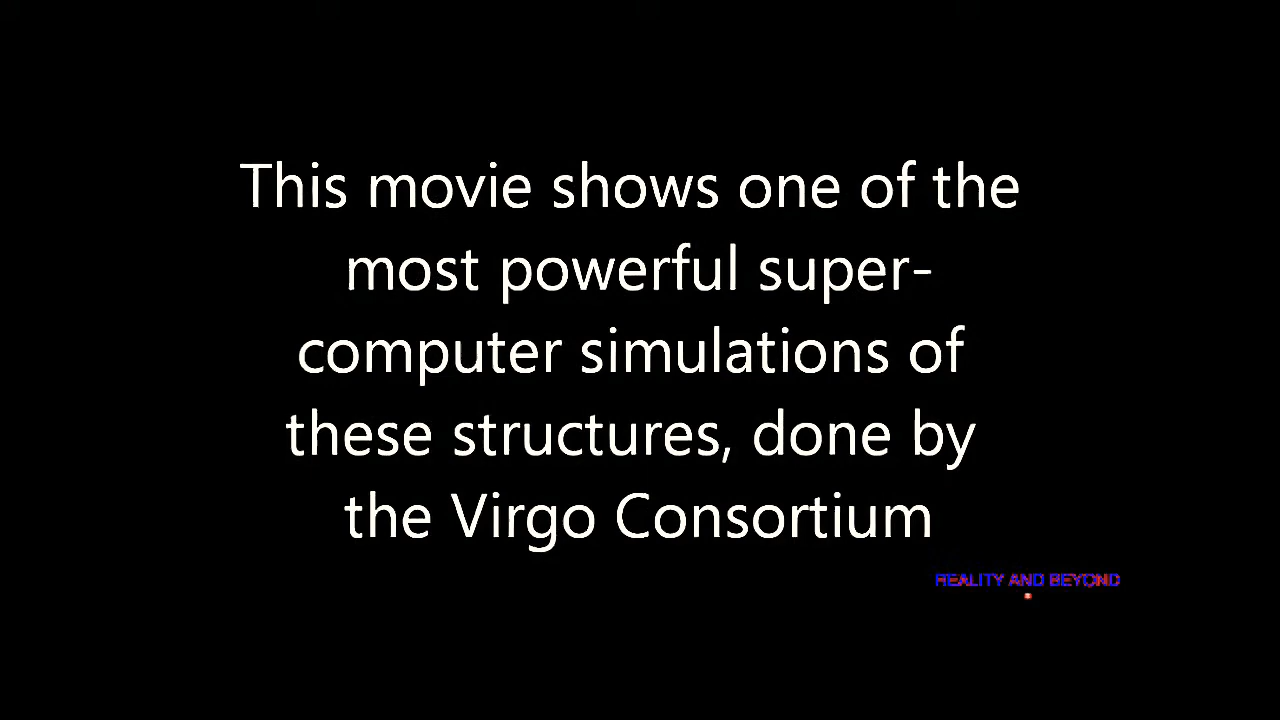 This movie shows one of the
most powerful super-
computer simulations of
these structures, done by
the Virgo Consortium
REALITY AND BEYOND